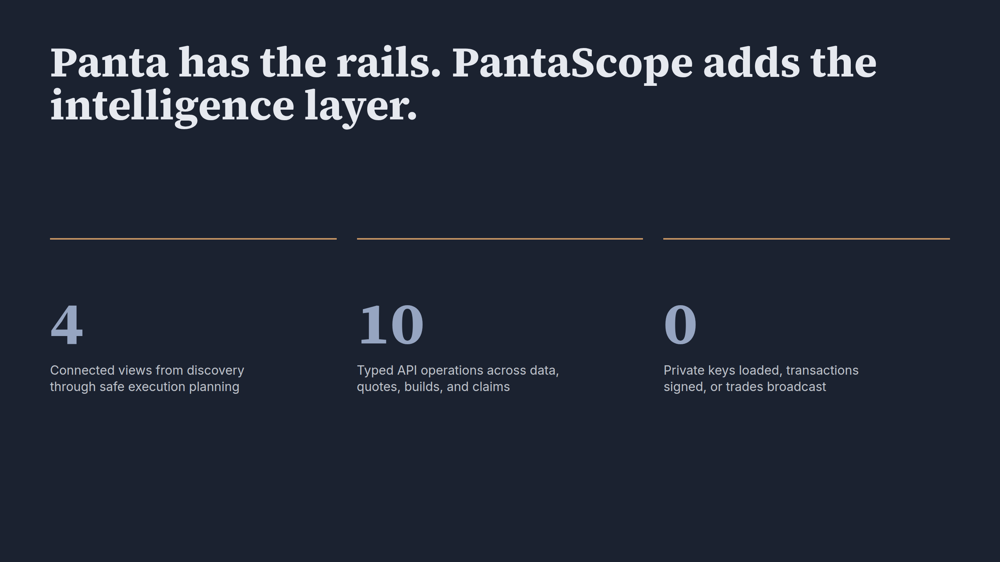 Panta has the rails. PantaScope adds the
intelligence layer.
4
Connected views from discovery
through safe execution planning
10
Typed API operations across data,
quotes, builds, and claims
0
Private keys loaded, transactions
signed, or trades broadcast